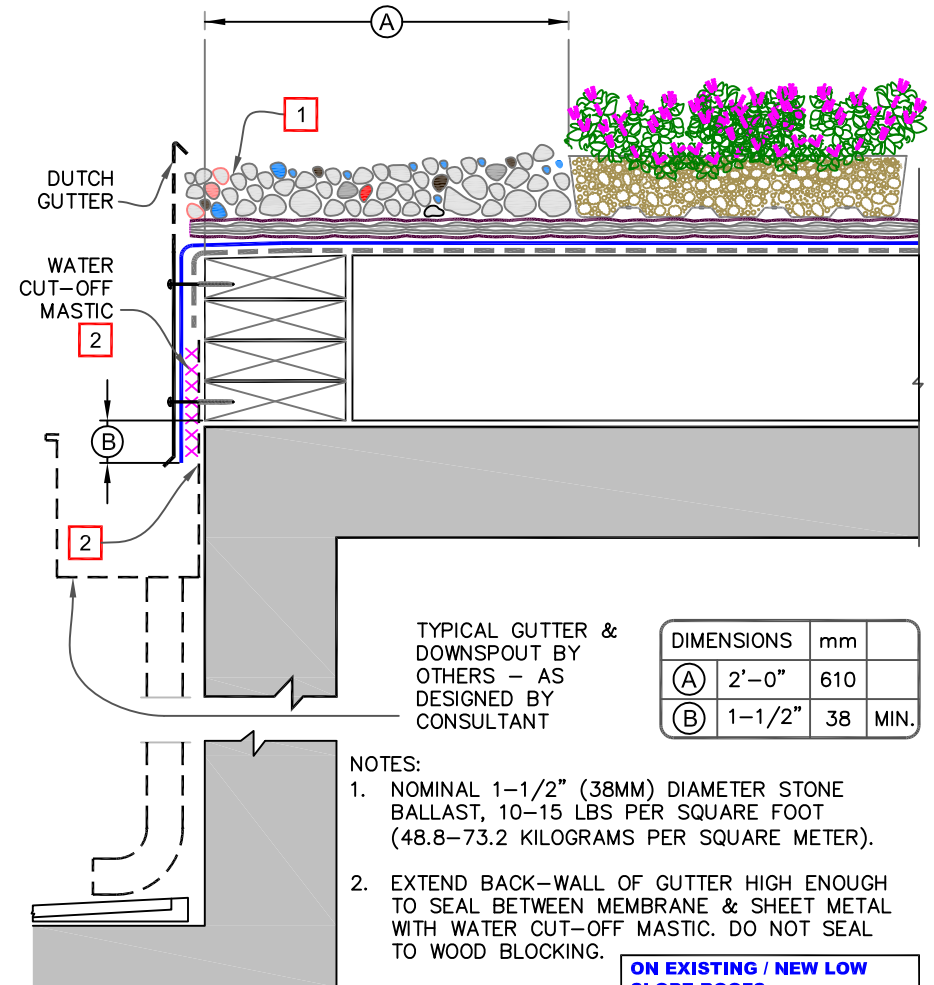 A
1
DUTCH
GUTTER
WATER
CUT-OFF
MASTIC
2
B
2
TYPICAL GUTTER &
DOWNSPOUT BY
OTHERS - AS
DESIGNED BY
CONSULTANT
DIMENSIONS mm
A 2'-0" 610
B 1-1/2" 38 MIN.
NOTES:
1. NOMINAL 1-1/2" (38MM) DIAMETER STONE
BALLAST, 10-15 LBS PER SQUARE FOOT
(48.8-73.2 KILOGRAMS PER SQUARE METER).
2. EXTEND BACK-WALL OF GUTTER HIGH ENOUGH
TO SEAL BETWEEN MEMBRANE & SHEET METAL
WITH WATER CUT-OFF MASTIC. DO NOT SEAL
TO WOOD BLOCKING.
ON EXISTING / NEW LOW